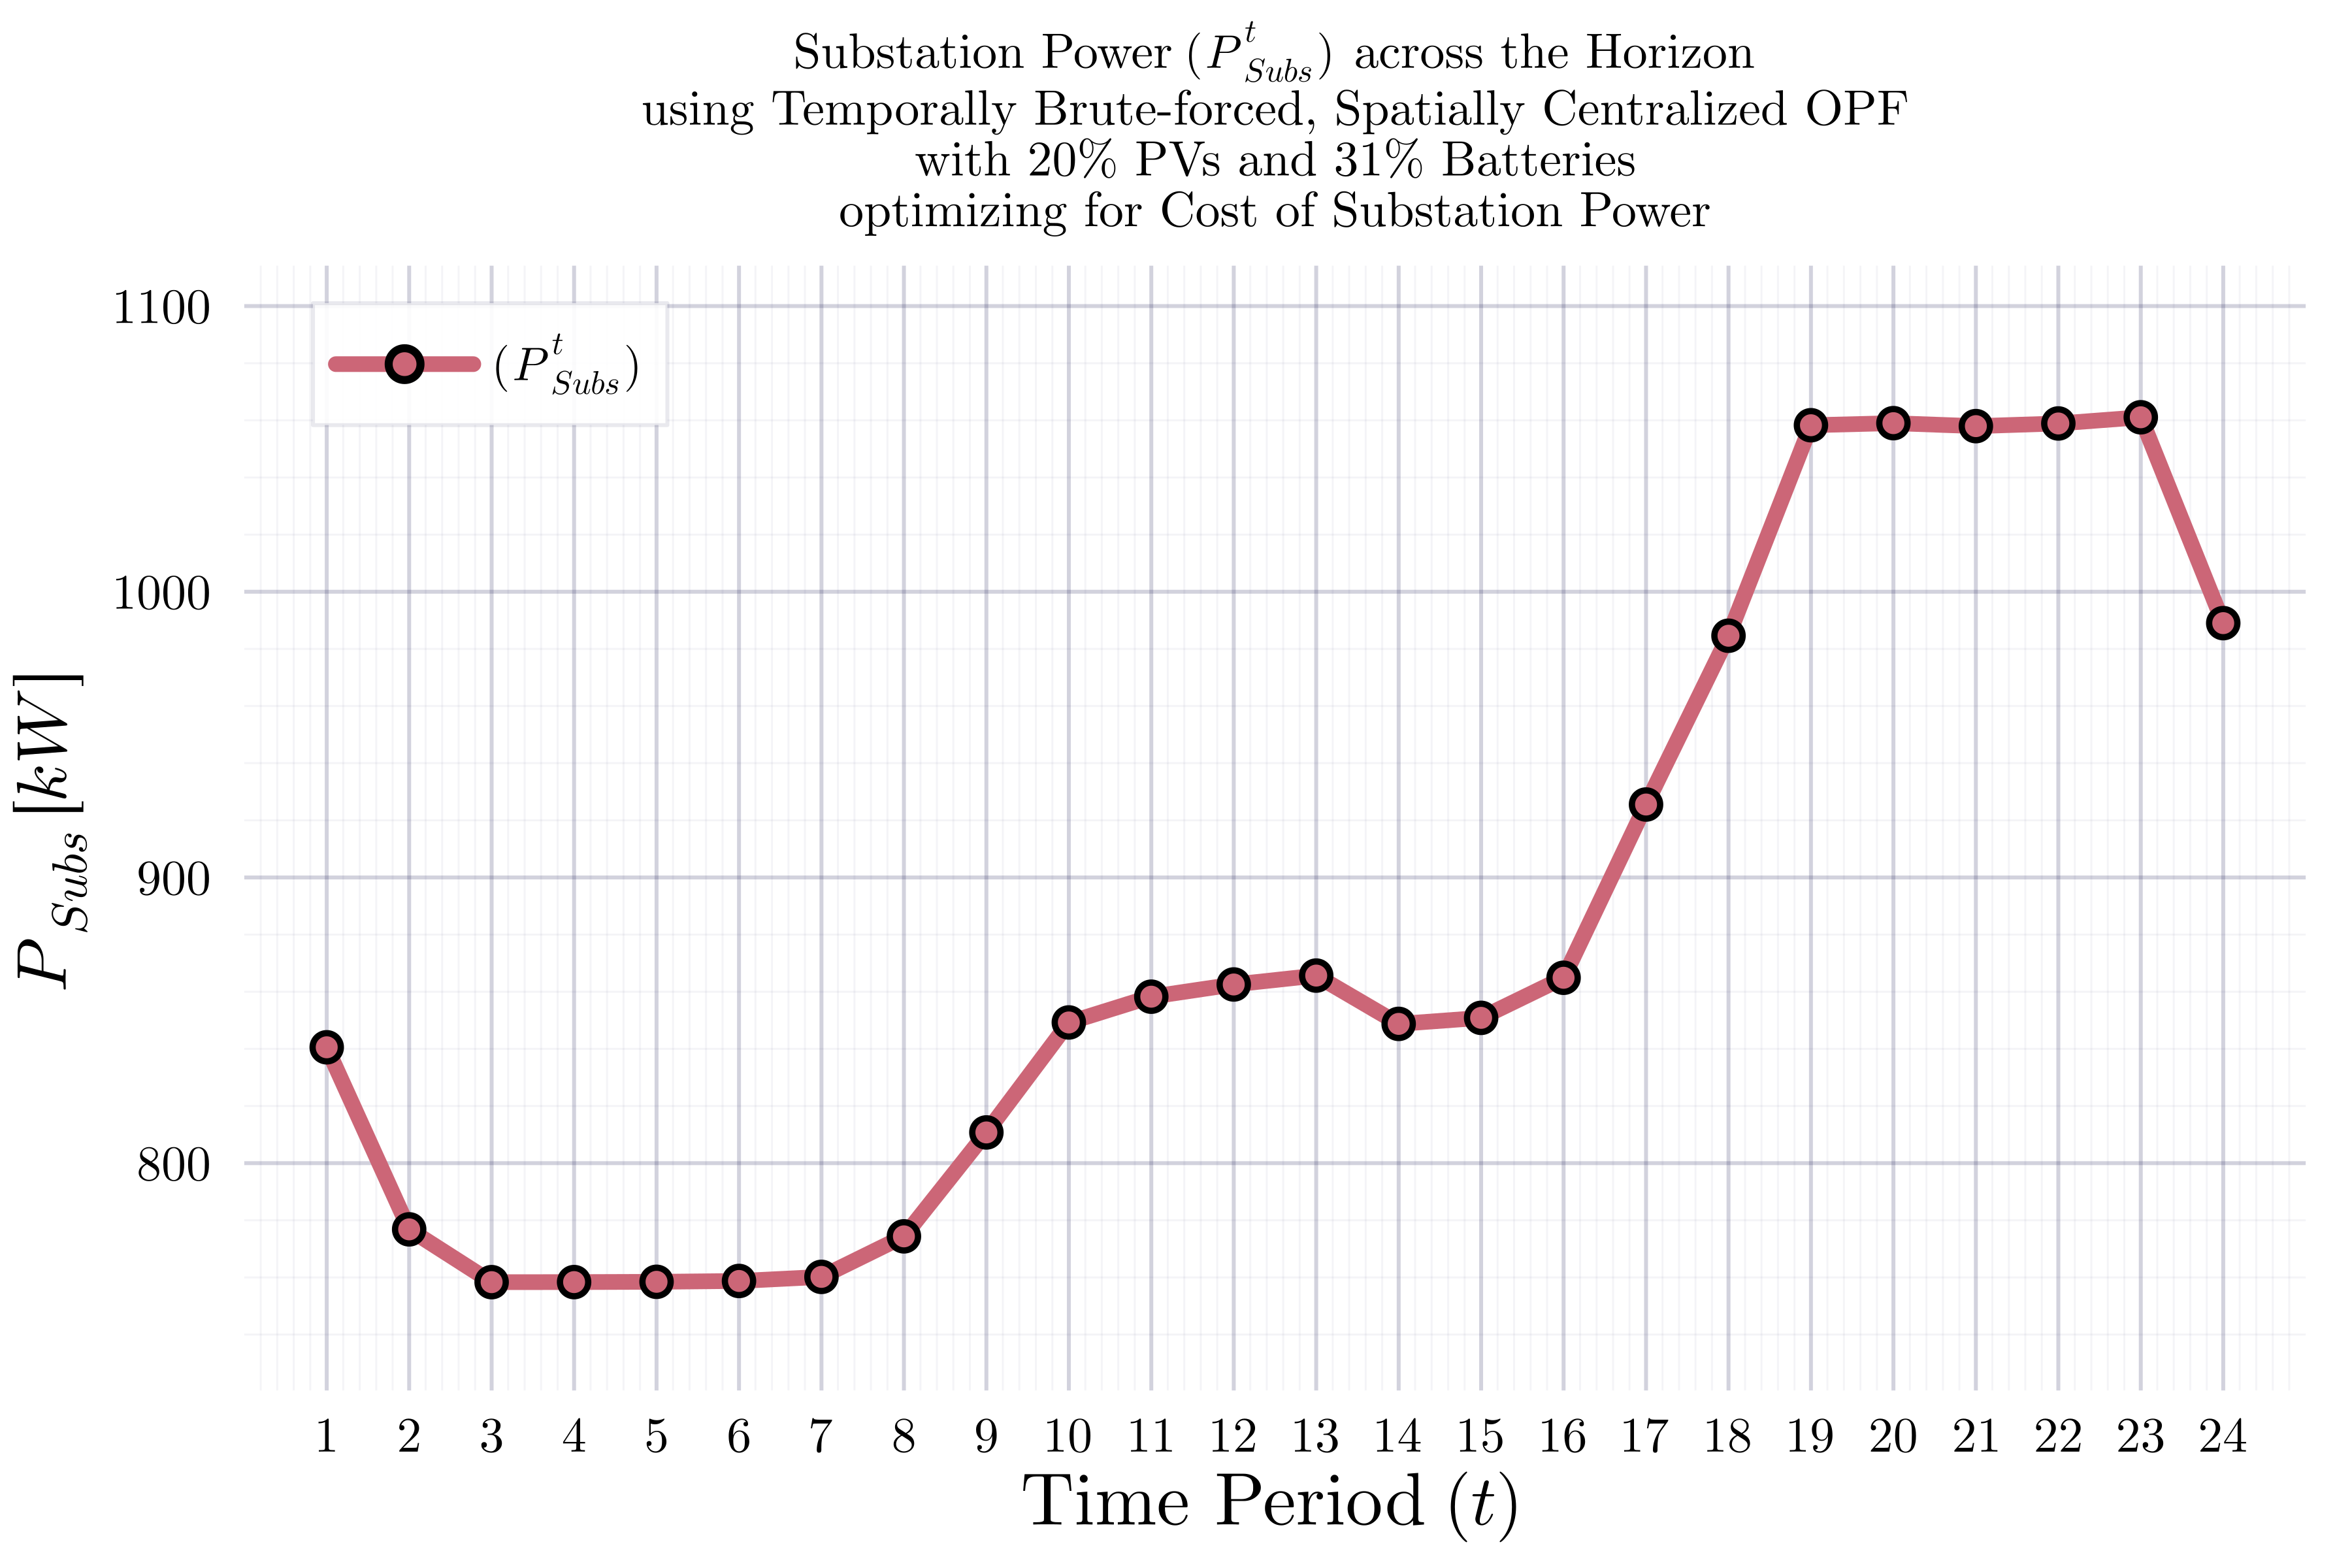 Substation Power (P^t_{Subs}) across the Horizon
using Temporally Brute-forced, Spatially Centralized OPF
with 20% PVs and 31% Batteries
optimizing for Cost of Substation Power
(P^t_{Subs})
1100
1000
900
800
P_{Subs} [kW]
1 2 3 4 5 6 7 8 9 10 11 12 13 14 15 16 17 18 19 20 21 22 23 24
Time Period (t)